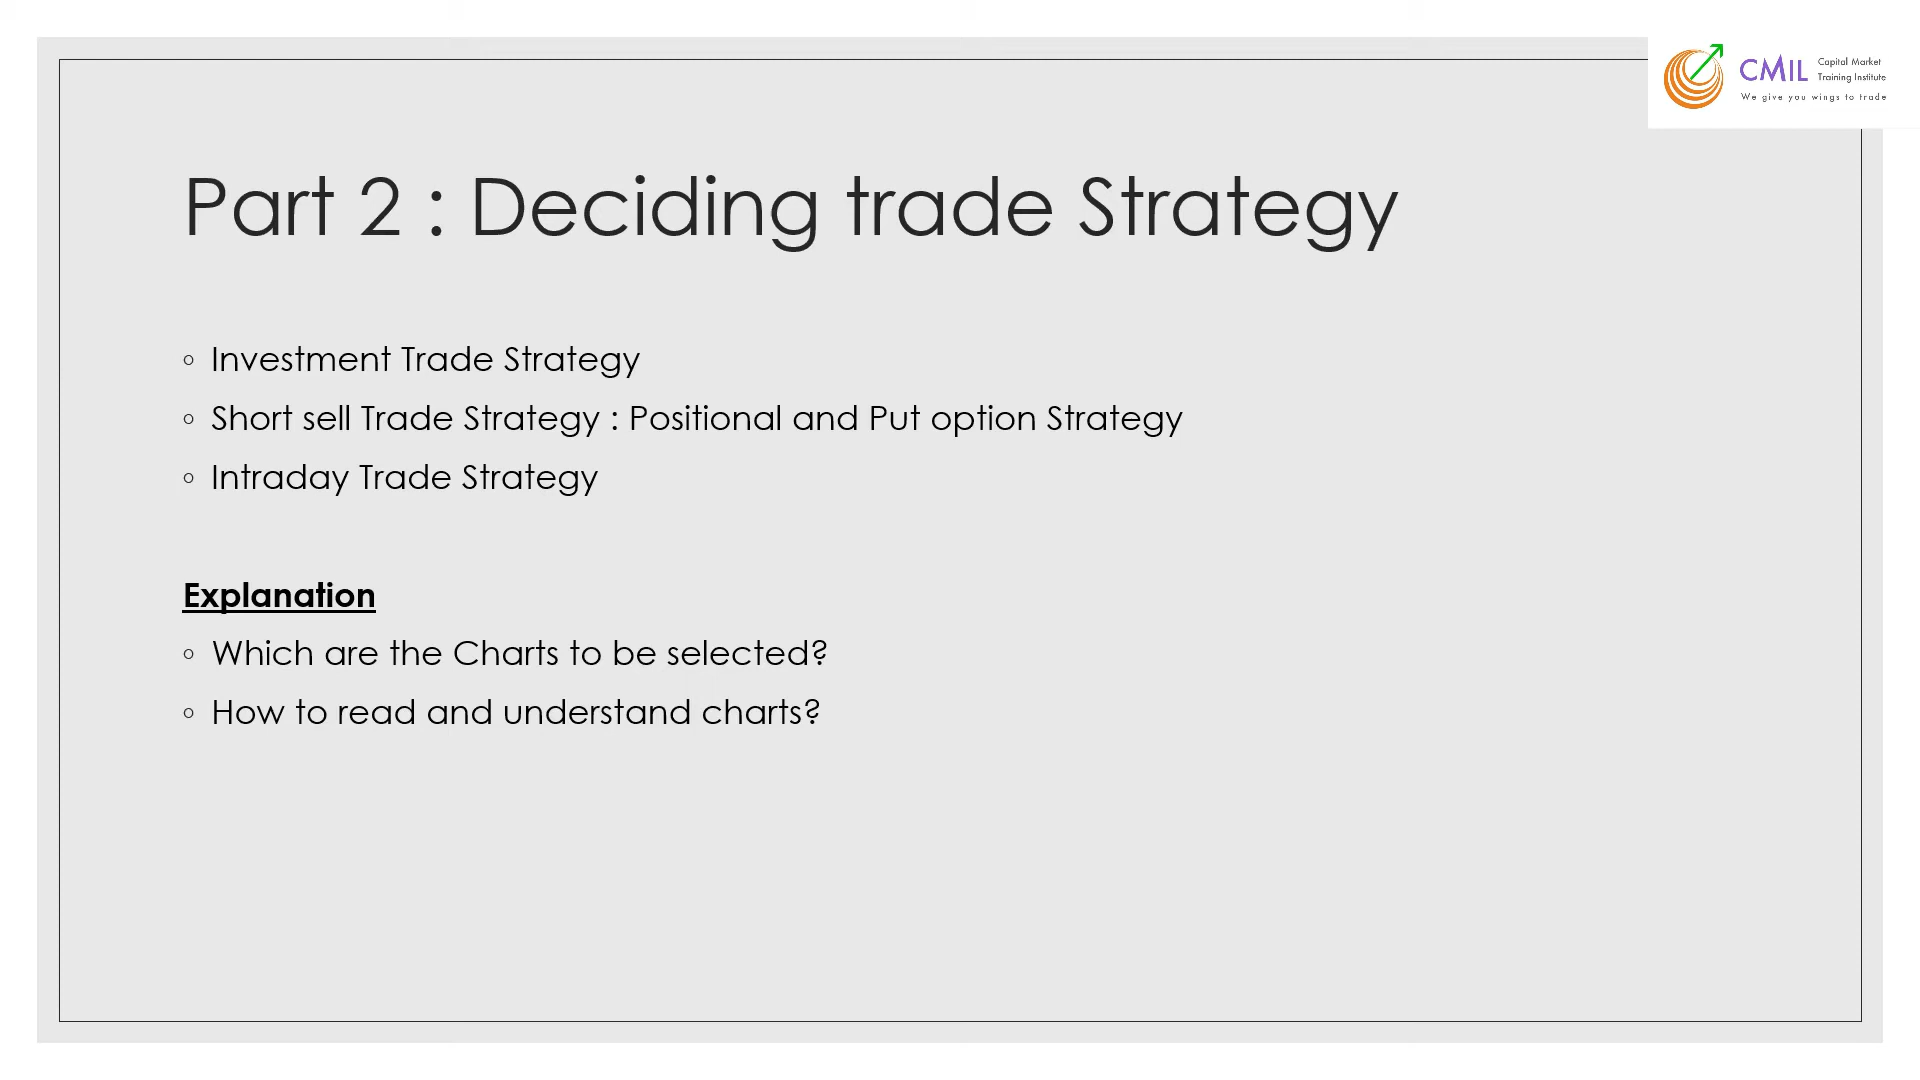 CMIL Capital Market
Training Institute
We give you wings to trade
Part 2 : Deciding trade Strategy
◦ Investment Trade Strategy
◦ Short sell Trade Strategy : Positional and Put option Strategy
◦ Intraday Trade Strategy
Explanation
◦ Which are the Charts to be selected?
◦ How to read and understand charts?